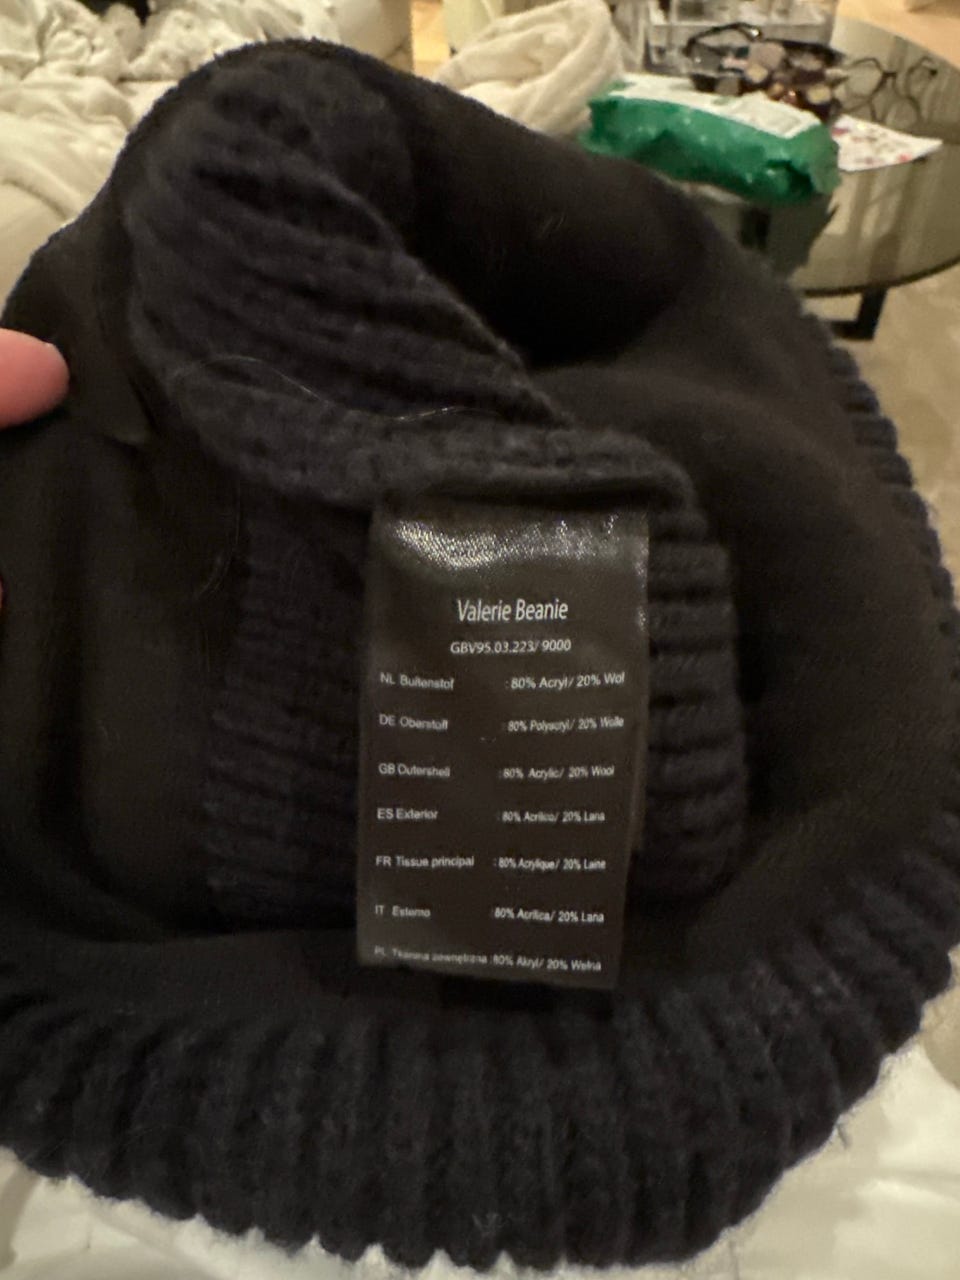 Valerie Beanie
GBV95.03.223/ 9000
NL Buitenstof : 80% Acryl/ 20% Wol
DE Oberstoff : 80% Polyacryl/ 20% Wolle
GB Outershell : 80% Acrylic/ 20% Wool
ES Exterior : 80% Acrilico/ 20% Lana
FR Tissue principal : 80% Acrylique/ 20% Laine
IT Esterno 80% Acrilica/ 20% Lana
PL Tkanina zewnętrzna :80% Akryl/ 20% Wełna